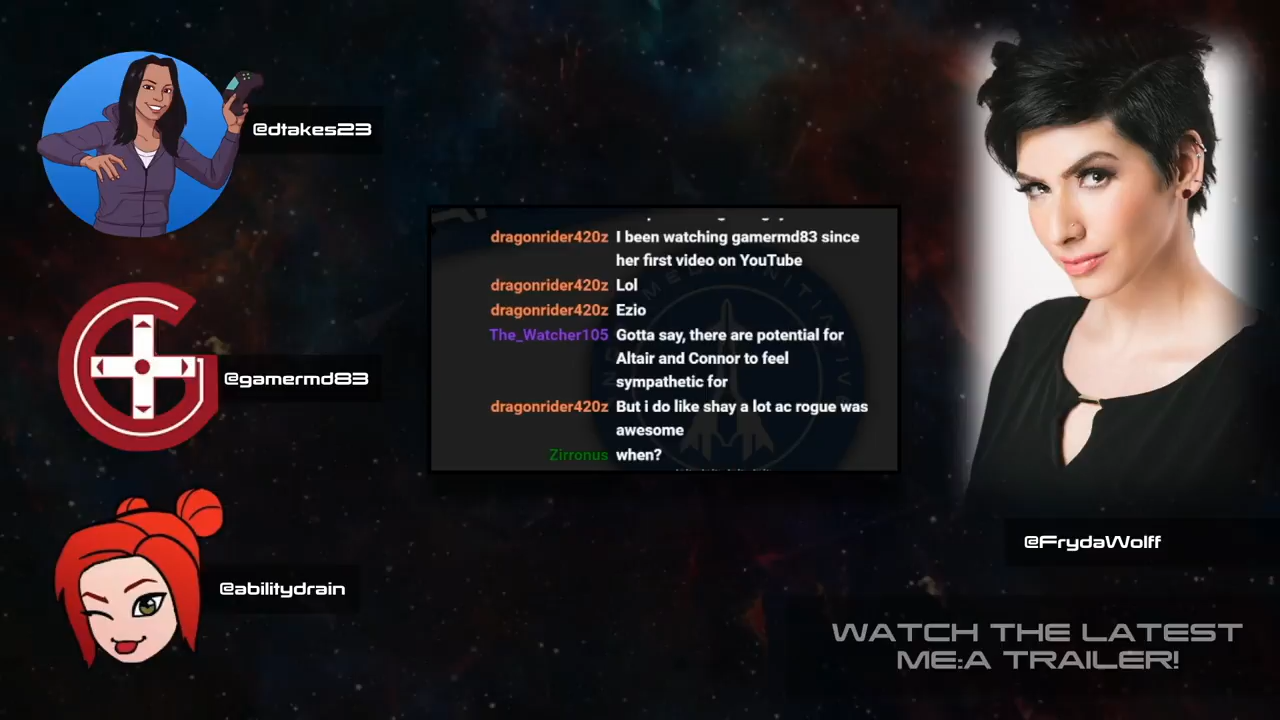 @dtakes23
@gamermd83
@abilitydrain
dragonrider420z I been watching gamermd83 since
her first video on YouTube
dragonrider420z Lol
dragonrider420z Ezio
The_Watcher105 Gotta say, there are potential for
Altair and Connor to feel
sympathetic for
dragonrider420z But i do like shay a lot ac rogue was
awesome
Zirronus when?
@FrydaWolff
WATCH THE LATEST
ME:A TRAILER!